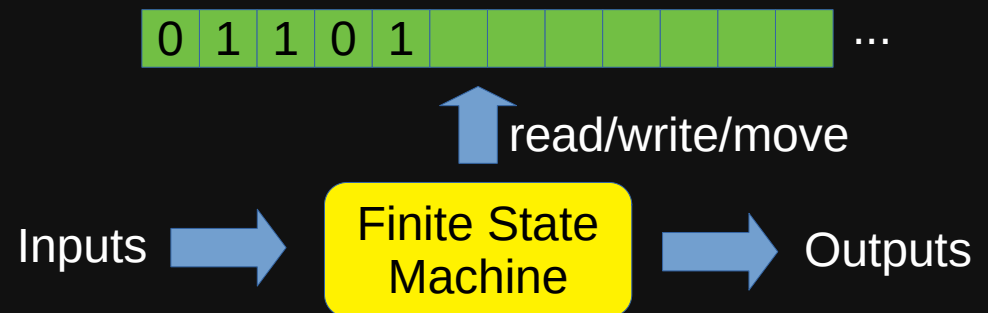 0 1 1 0 1 ...
read/write/move
Inputs
Finite State
Machine
Outputs